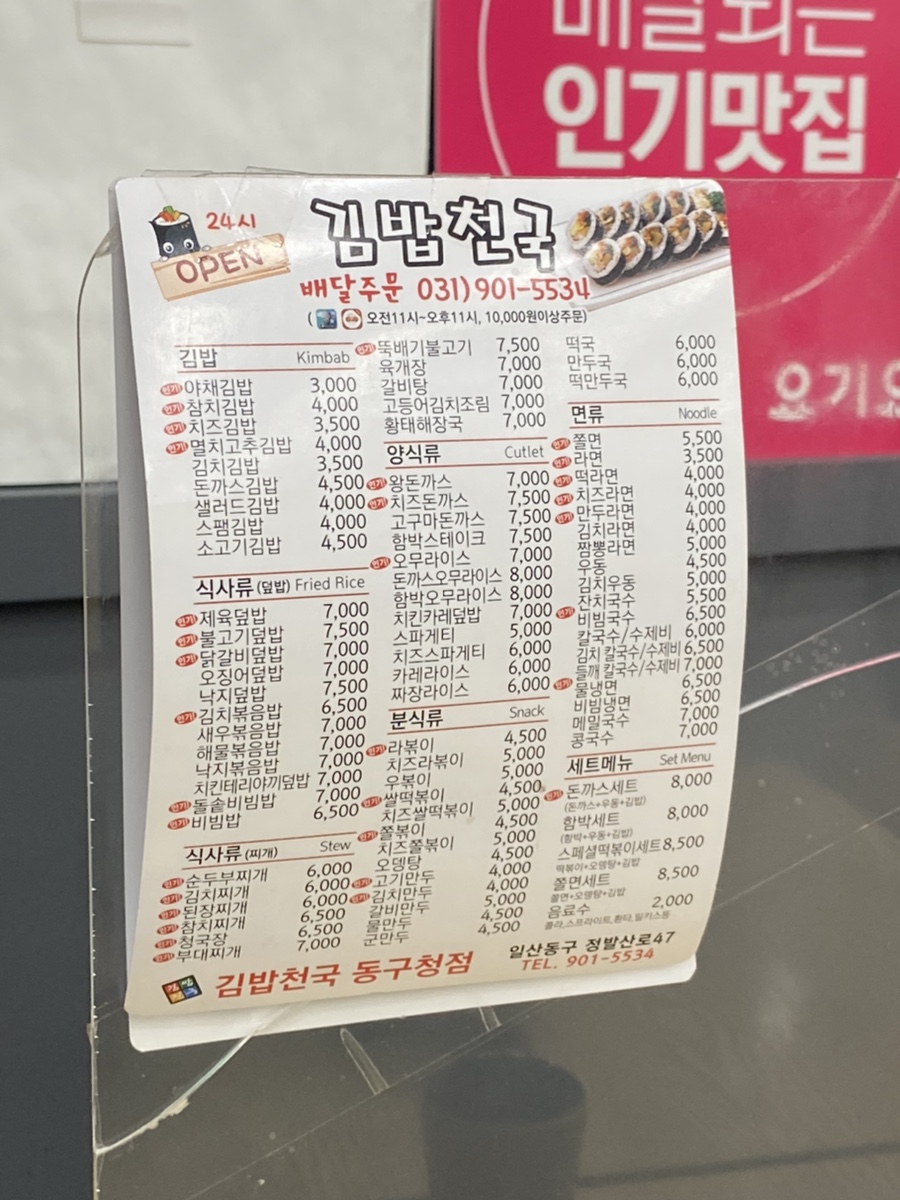 배달되는
인기맛집
요기요
24시
OPEN
김밥천국
배달주문 031)901-5534
( 오전11시~오후11시, 10,000원이상주문)
김밥 Kimbab
인기 야채김밥 3,000
인기 참치김밥 4,000
인기 치즈김밥 3,500
인기 멸치고추김밥 4,000
김치김밥 3,500
돈까스김밥 4,500
샐러드김밥 4,000
스팸김밥 4,000
소고기김밥 4,500
식사류 (덮밥) Fried Rice
인기 제육덮밥 7,000
인기 불고기덮밥 7,500
인기 닭갈비덮밥 7,000
오징어덮밥 7,000
낙지덮밥 7,500
인기 김치볶음밥 6,500
새우볶음밥 7,000
해물볶음밥 7,000
낙지볶음밥 7,000
치킨테리아끼덮밥 7,000
인기 돌솥비빔밥 7,000
인기 비빔밥 6,500
식사류 (찌개) Stew
인기 순두부찌개 6,000
인기 김치찌개 6,000
인기 된장찌개 6,000
인기 참치찌개 6,500
인기 청국장 6,500
인기 부대찌개 7,000
인기 뚝배기불고기 7,500
육개장 7,000
갈비탕 7,000
고등어김치조림 7,000
황태해장국 7,000
양식류 Cutlet
인기 왕돈까스 7,000
인기 치즈돈까스 7,500
고구마돈까스 7,500
함박스테이크 7,500
인기 오무라이스 7,000
돈까스오무라이스 8,000
함박오무라이스 8,000
치킨카레덮밥 7,000
스파게티 5,000
치즈스파게티 6,000
카레라이스 6,000
짜장라이스 6,000
분식류 Snack
인기 라볶이 4,500
치즈라볶이 5,000
우볶이 5,000
인기 쌀떡볶이 4,500
치즈쌀떡볶이 5,000
인기 쫄볶이 4,500
치즈쫄볶이 5,000
오뎅탕 4,500
인기 고기만두 4,000
인기 김치만두 4,000
갈비만두 5,000
물만두 4,500
군만두 4,500
떡국 6,000
만두국 6,000
떡만두국 6,000
면류 Noodle
인기 쫄면 5,500
인기 라면 3,500
인기 떡라면 4,000
인기 치즈라면 4,000
인기 만두라면 4,000
김치라면 4,000
짬뽕라면 5,000
우동 4,500
김치우동 5,000
잔치국수 5,500
인기 비빔국수 6,500
칼국수/수제비 6,000
김치 칼국수/수제비 6,500
들깨 칼국수/수제비 7,000
인기 물냉면 6,500
비빔냉면 6,500
메밀국수 7,000
콩국수 7,000
세트메뉴 Set Menu
인기 돈까스세트 8,000
(돈까스+우동+김밥)
함박세트 8,000
(함박+우동+김밥)
스페셜떡볶이세트 8,500
떡볶이+오뎅탕+김밥
쫄면세트 8,500
쫄면+오뎅탕+김밥
음료수 2,000
콜라,스프라이트,환타,밀키스등
김밥천국 동구청점
일산동구 정발산로47
TEL. 901-5534